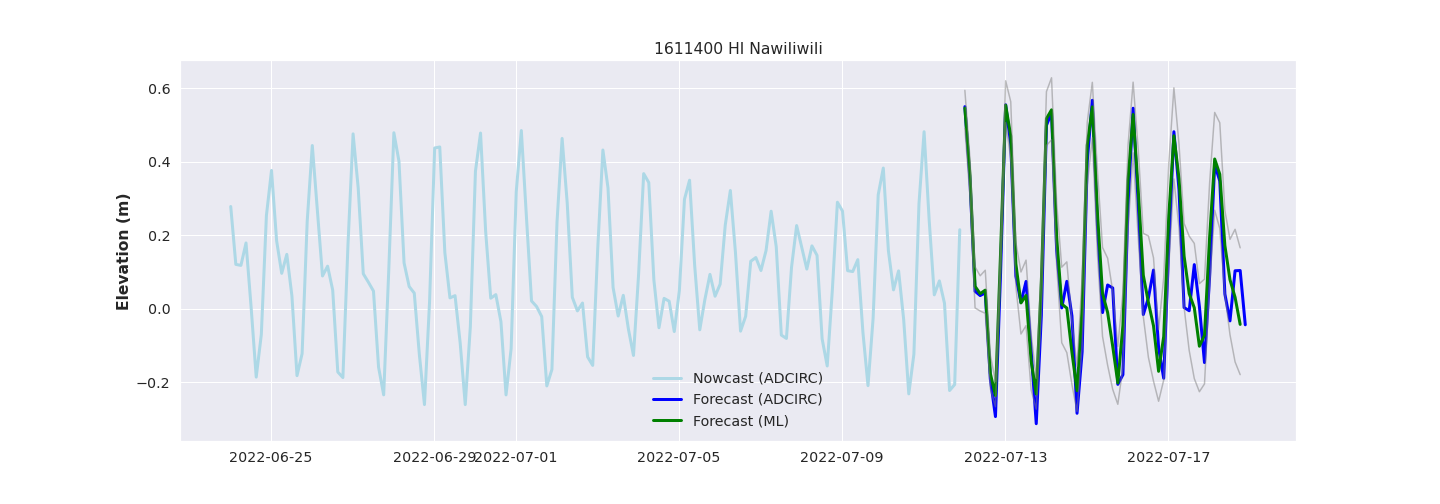 1611400 HI Nawiliwili
Elevation (m)
0.6
0.4
0.2
0.0
−0.2
Nowcast (ADCIRC)
Forecast (ADCIRC)
Forecast (ML)
2022-06-25 2022-06-29 2022-07-01 2022-07-05 2022-07-09 2022-07-13 2022-07-17